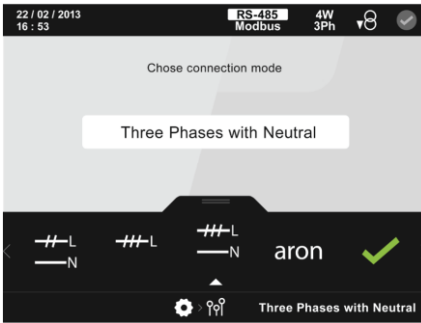 22 / 02 / 2013 RS-485 4W
16 : 53 Modbus 3Ph
Chose connection mode
Three Phases with Neutral
L L L aron
N N
Three Phases with Neutral